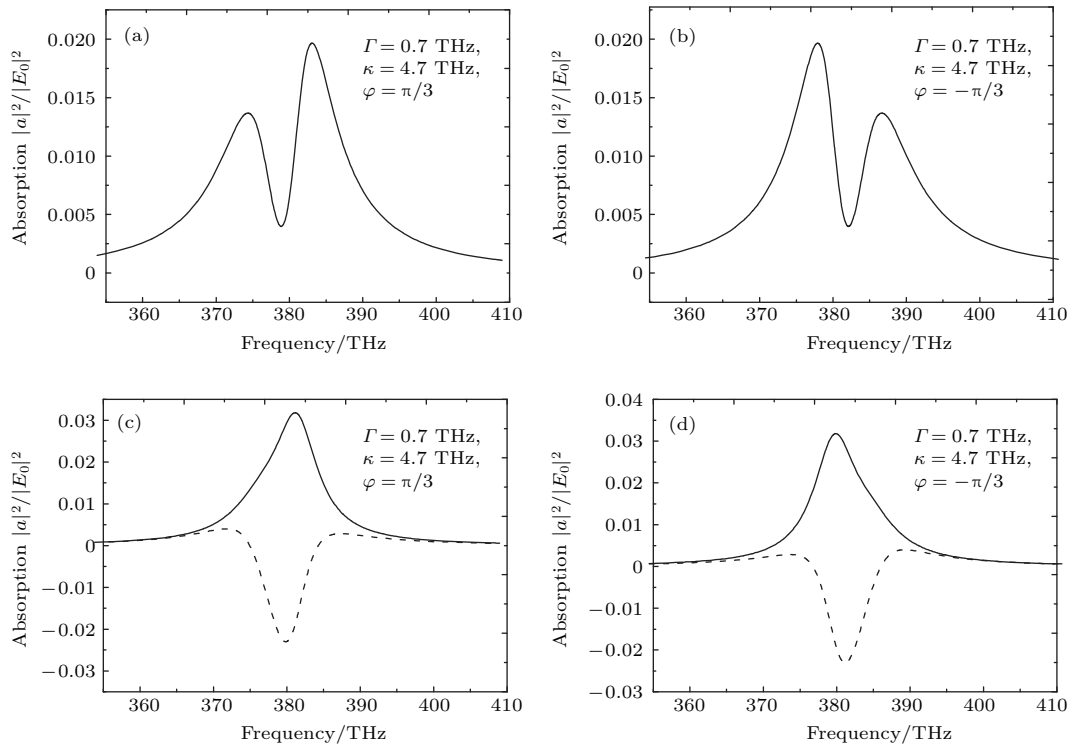 (a)
Γ = 0.7 THz,
κ = 4.7 THz,
φ = π/3
Absorption |a|²/|E₀|²
0.020
0.015
0.010
0.005
0
360 370 380 390 400 410
Frequency/THz
(b)
Γ = 0.7 THz,
κ = 4.7 THz,
φ = −π/3
Absorption |a|²/|E₀|²
0.020
0.015
0.010
0.005
0
360 370 380 390 400 410
Frequency/THz
(c)
Γ = 0.7 THz,
κ = 4.7 THz,
φ = π/3
Absorption |a|²/|E₀|²
0.03
0.02
0.01
0
−0.01
−0.02
−0.03
360 370 380 390 400 410
Frequency/THz
(d)
Γ = 0.7 THz,
κ = 4.7 THz,
φ = −π/3
Absorption |a|²/|E₀|²
0.04
0.03
0.02
0.01
0
−0.01
−0.02
−0.03
360 370 380 390 400 410
Frequency/THz